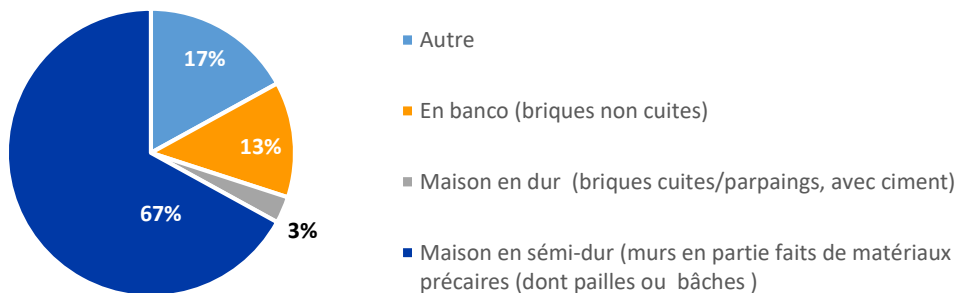 17%
13%
3%
67%
Autre
En banco (briques non cuites)
Maison en dur (briques cuites/parpaings, avec ciment)
Maison en sémi-dur (murs en partie faits de matériaux
précaires (dont pailles ou bâches )